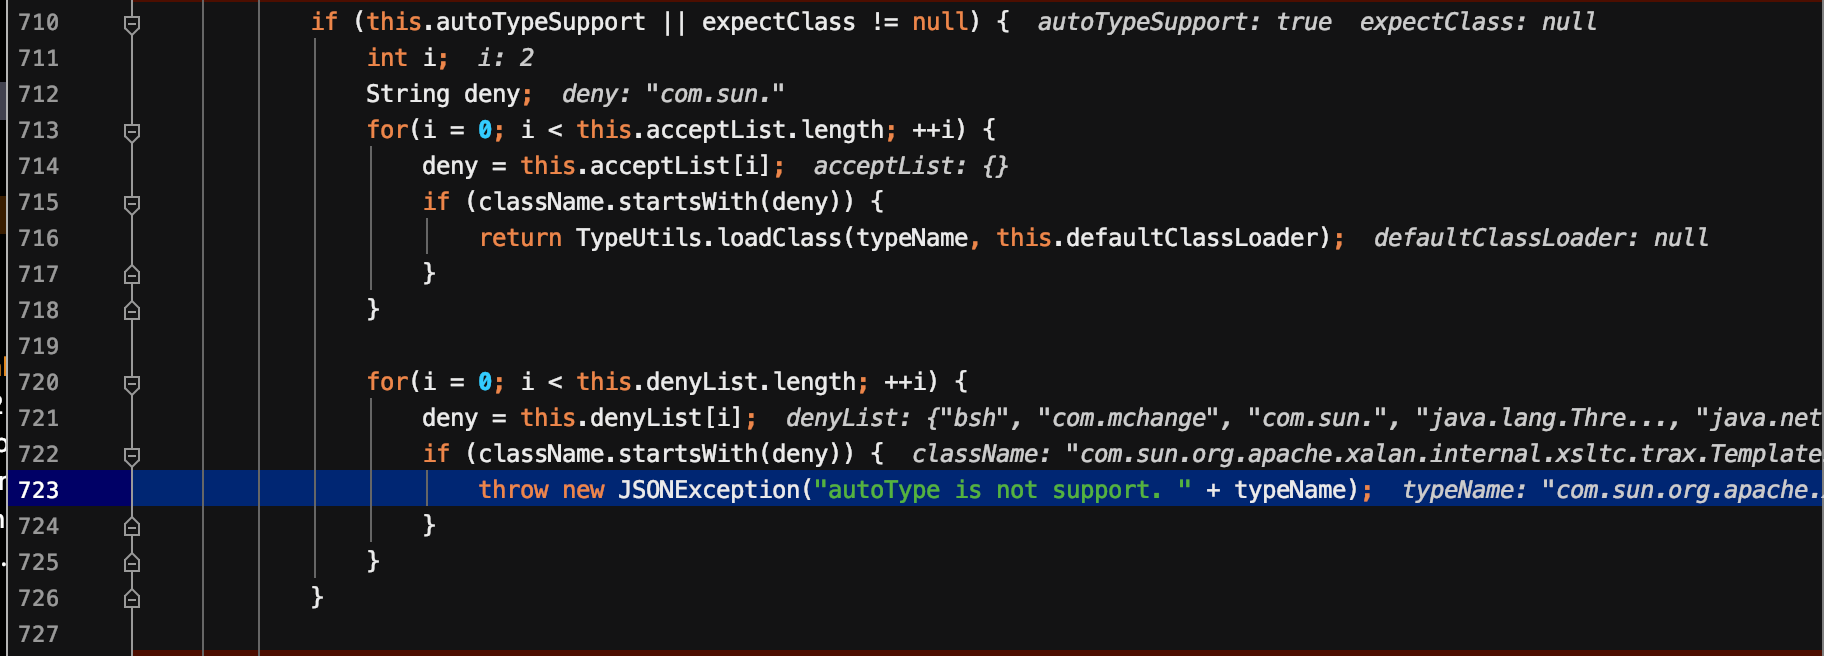 710 if (this.autoTypeSupport || expectClass != null) { autoTypeSupport: true expectClass: null
711 int i; i: 2
712 String deny; deny: "com.sun."
713 for(i = 0; i < this.acceptList.length; ++i) {
714 deny = this.acceptList[i]; acceptList: {}
715 if (className.startsWith(deny)) {
716 return TypeUtils.loadClass(typeName, this.defaultClassLoader); defaultClassLoader: null
717 }
718 }
719
720 for(i = 0; i < this.denyList.length; ++i) {
721 deny = this.denyList[i]; denyList: {"bsh", "com.mchange", "com.sun.", "java.lang.Thre..., "java.net
722 if (className.startsWith(deny)) { className: "com.sun.org.apache.xalan.internal.xsltc.trax.Template
723 throw new JSONException("autoType is not support. " + typeName); typeName: "com.sun.org.apache.
724 }
725 }
726 }
727